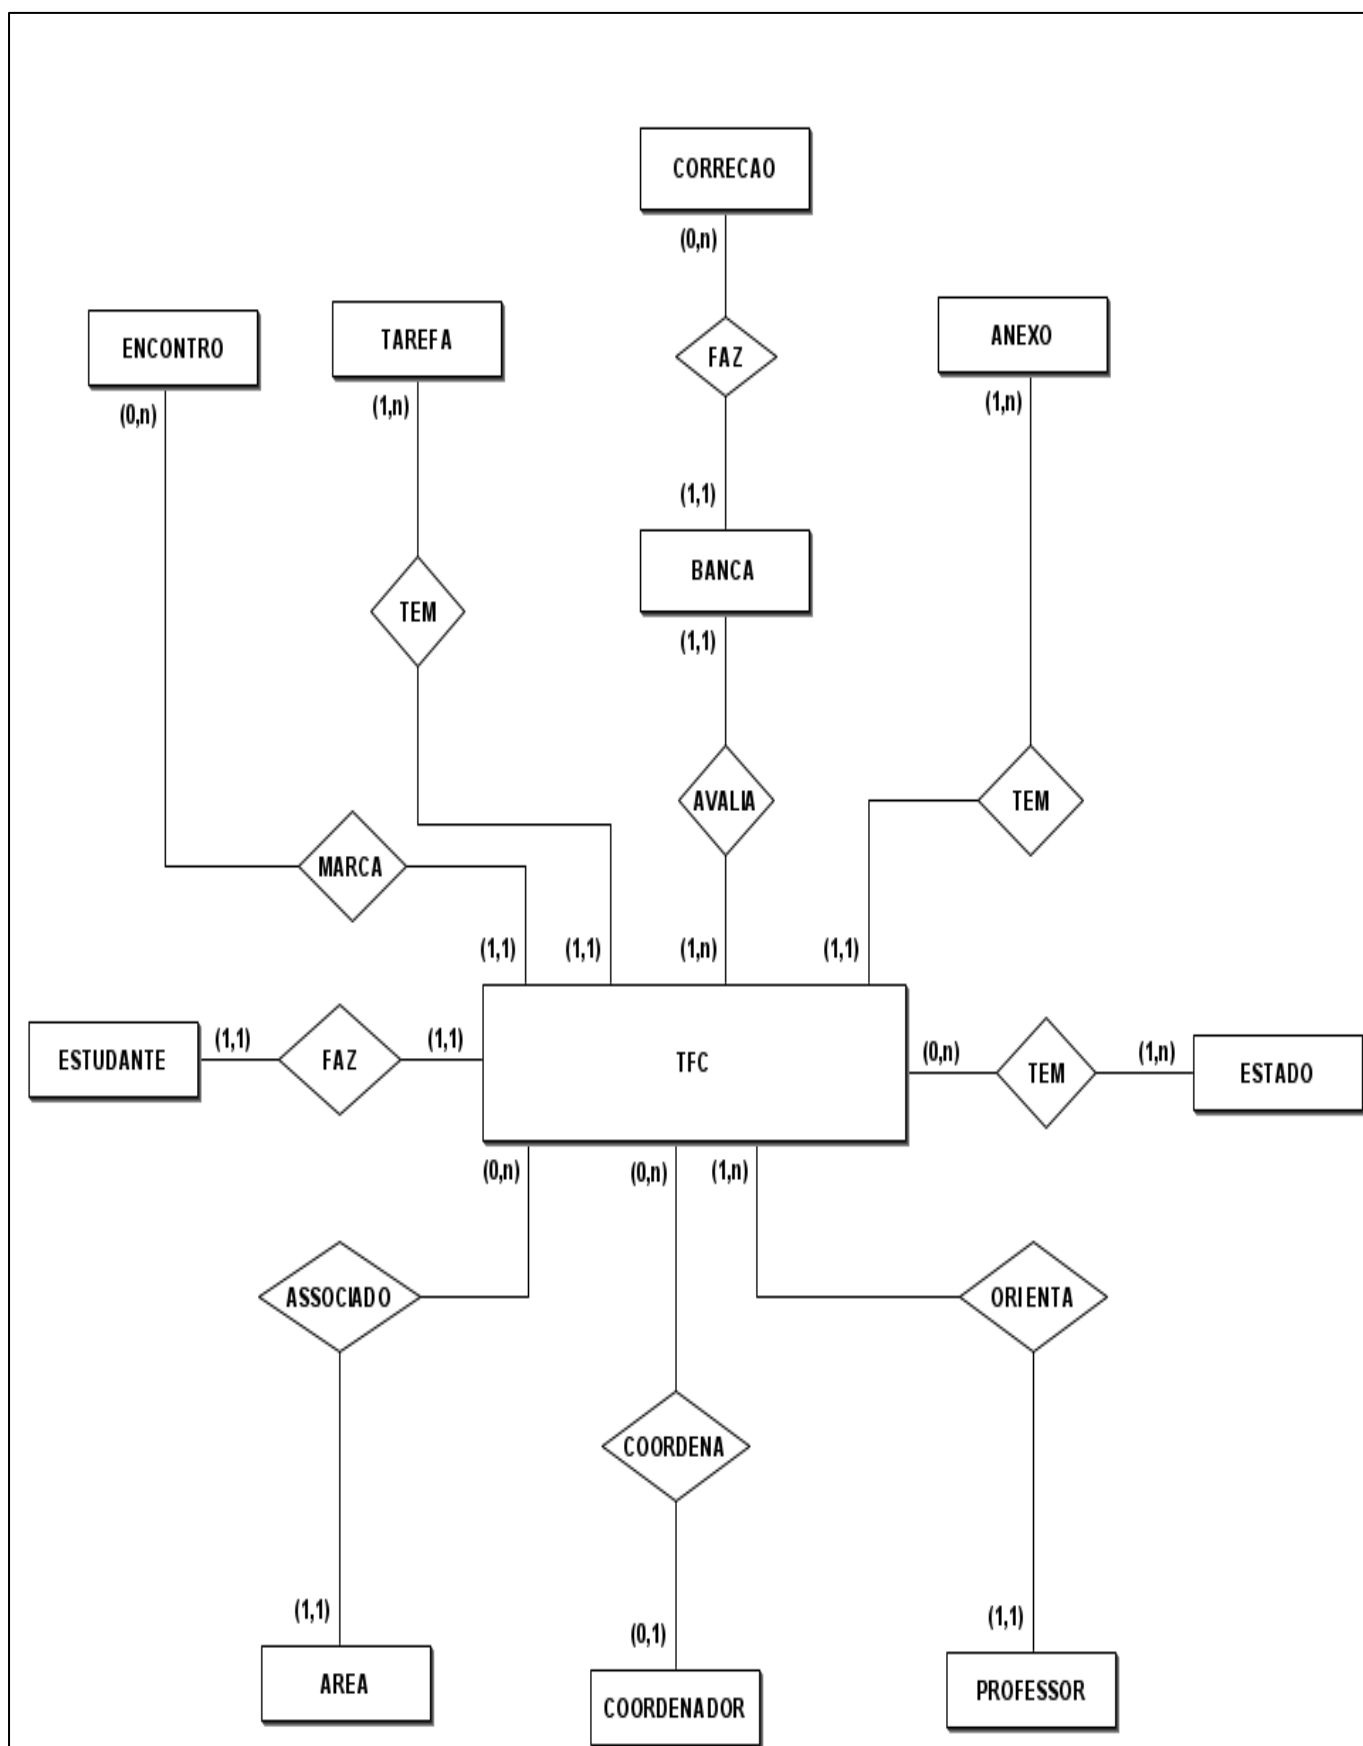 CORRECAO
(0,n)
ENCONTRO
TAREFA
FAZ
ANEXO
(0,n)
(1,n)
(1,n)
(1,1)
BANCA
(1,1)
TEM
AVALIA
TEM
MARCA
(1,1)
(1,1)
(1,n)
(1,1)
ESTUDANTE
(1,1)
FAZ
(1,1)
TFC
(0,n)
TEM
(1,n)
ESTADO
(0,n)
(0,n)
(1,n)
ASSOCIADO
ORIENTA
COORDENA
(1,1)
(0,1)
(1,1)
AREA
COORDENADOR
PROFESSOR